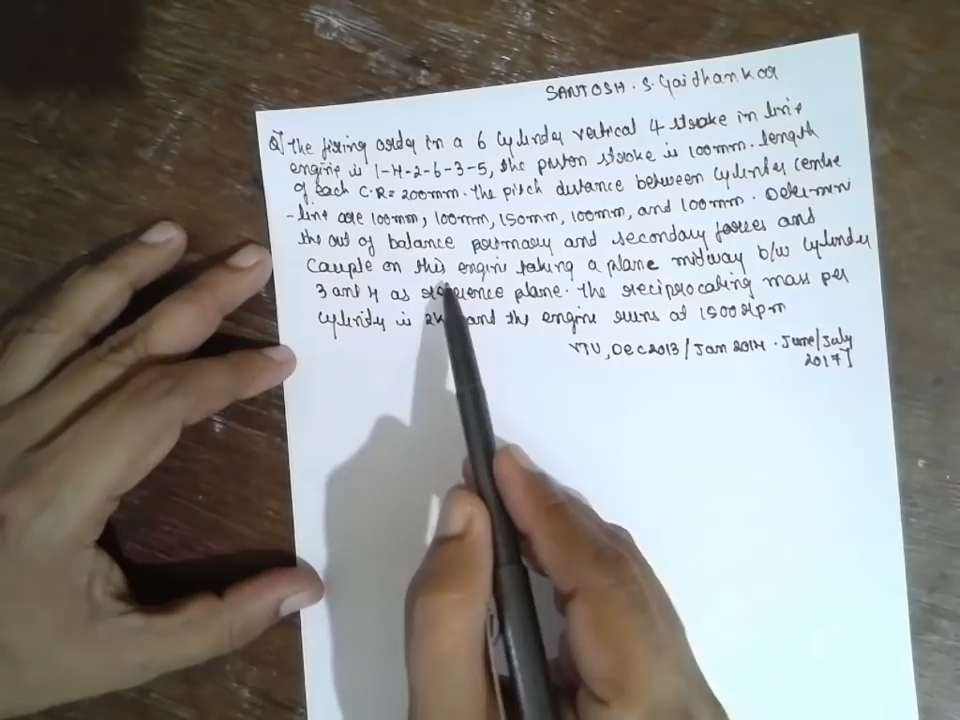 SANTOSH. S. Gaidhankar
Q] The firing order in a 6 cylinder vertical 4 stroke in line
engine is 1-4-2-6-3-5, the piston stroke is 100mm. length
of each C.R = 200mm. The pitch distance between cylinder centre
-line are 100mm, 100mm, 150mm, 100mm, and 100mm. Determine
the out of balance primary and secondary forces and
Couple on this engine taking a plane midway b/w cylinder
3 and 4 as reference plane. The reciprocating mass per
cylinder is and the engine runs at 1500rpm
VTU, Dec2013/Jan 2014. June/July
2017]